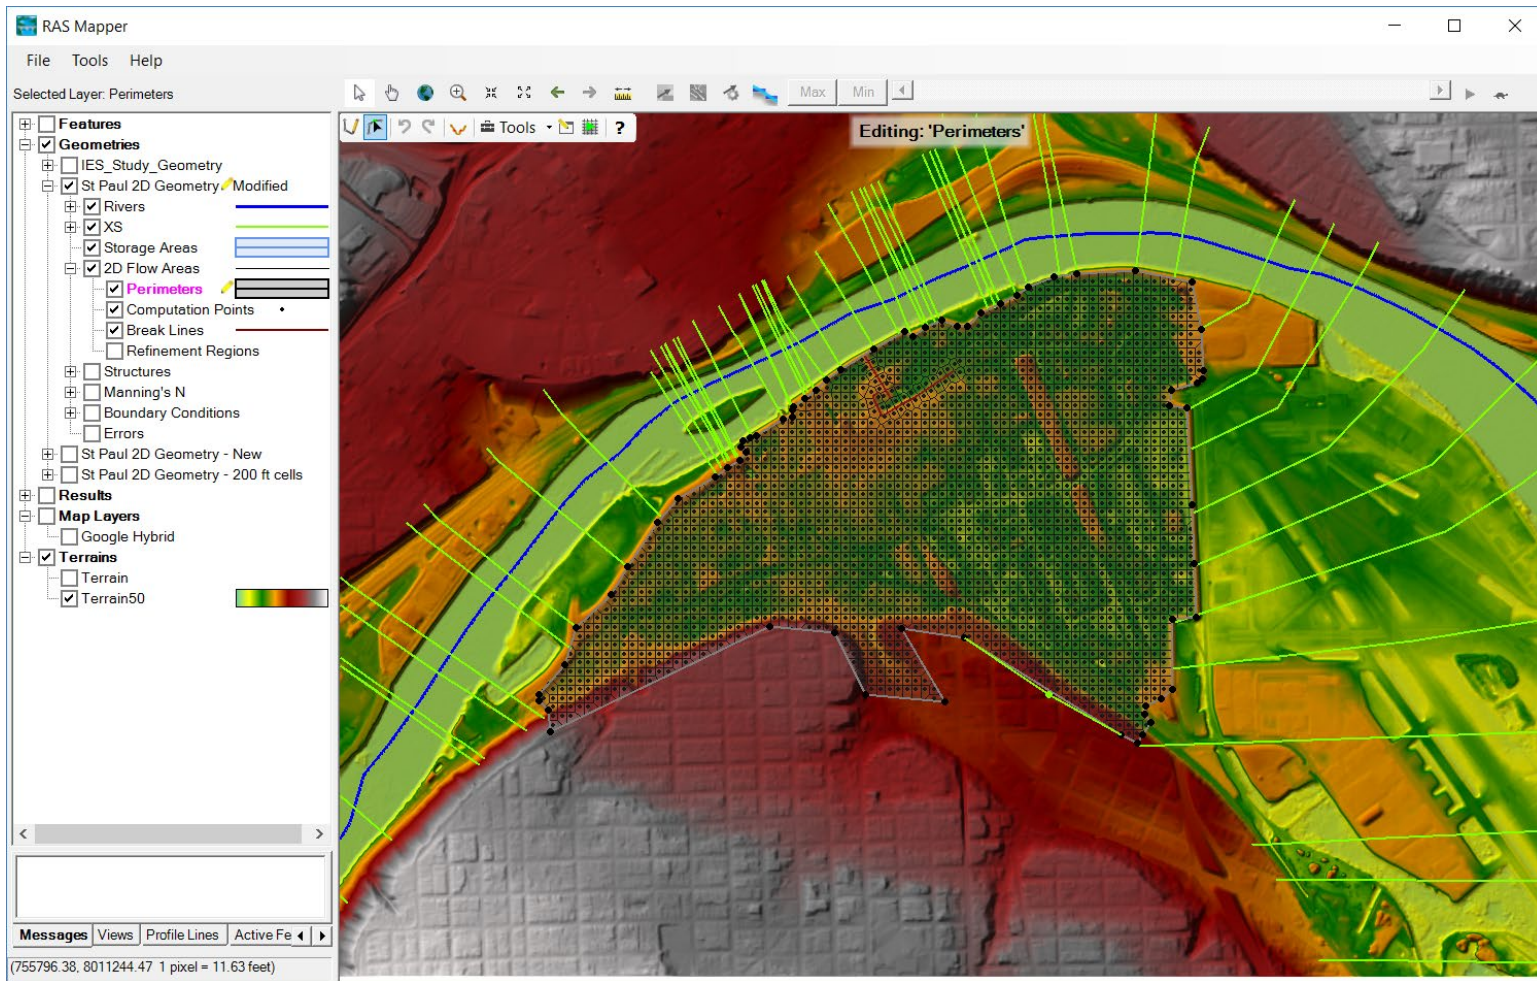 RAS Mapper
File Tools Help
Selected Layer: Perimeters
Max Min
Tools ?
Editing: 'Perimeters'
Features
Geometries
IES_Study_Geometry
St Paul 2D Geometry Modified
Rivers
XS
Storage Areas
2D Flow Areas
Perimeters
Computation Points
Break Lines
Refinement Regions
Structures
Manning's N
Boundary Conditions
Errors
St Paul 2D Geometry - New
St Paul 2D Geometry - 200 ft cells
Results
Map Layers
Google Hybrid
Terrains
Terrain
Terrain50
Messages Views Profile Lines Active Fe
(755796.38, 8011244.47 1 pixel = 11.63 feet)